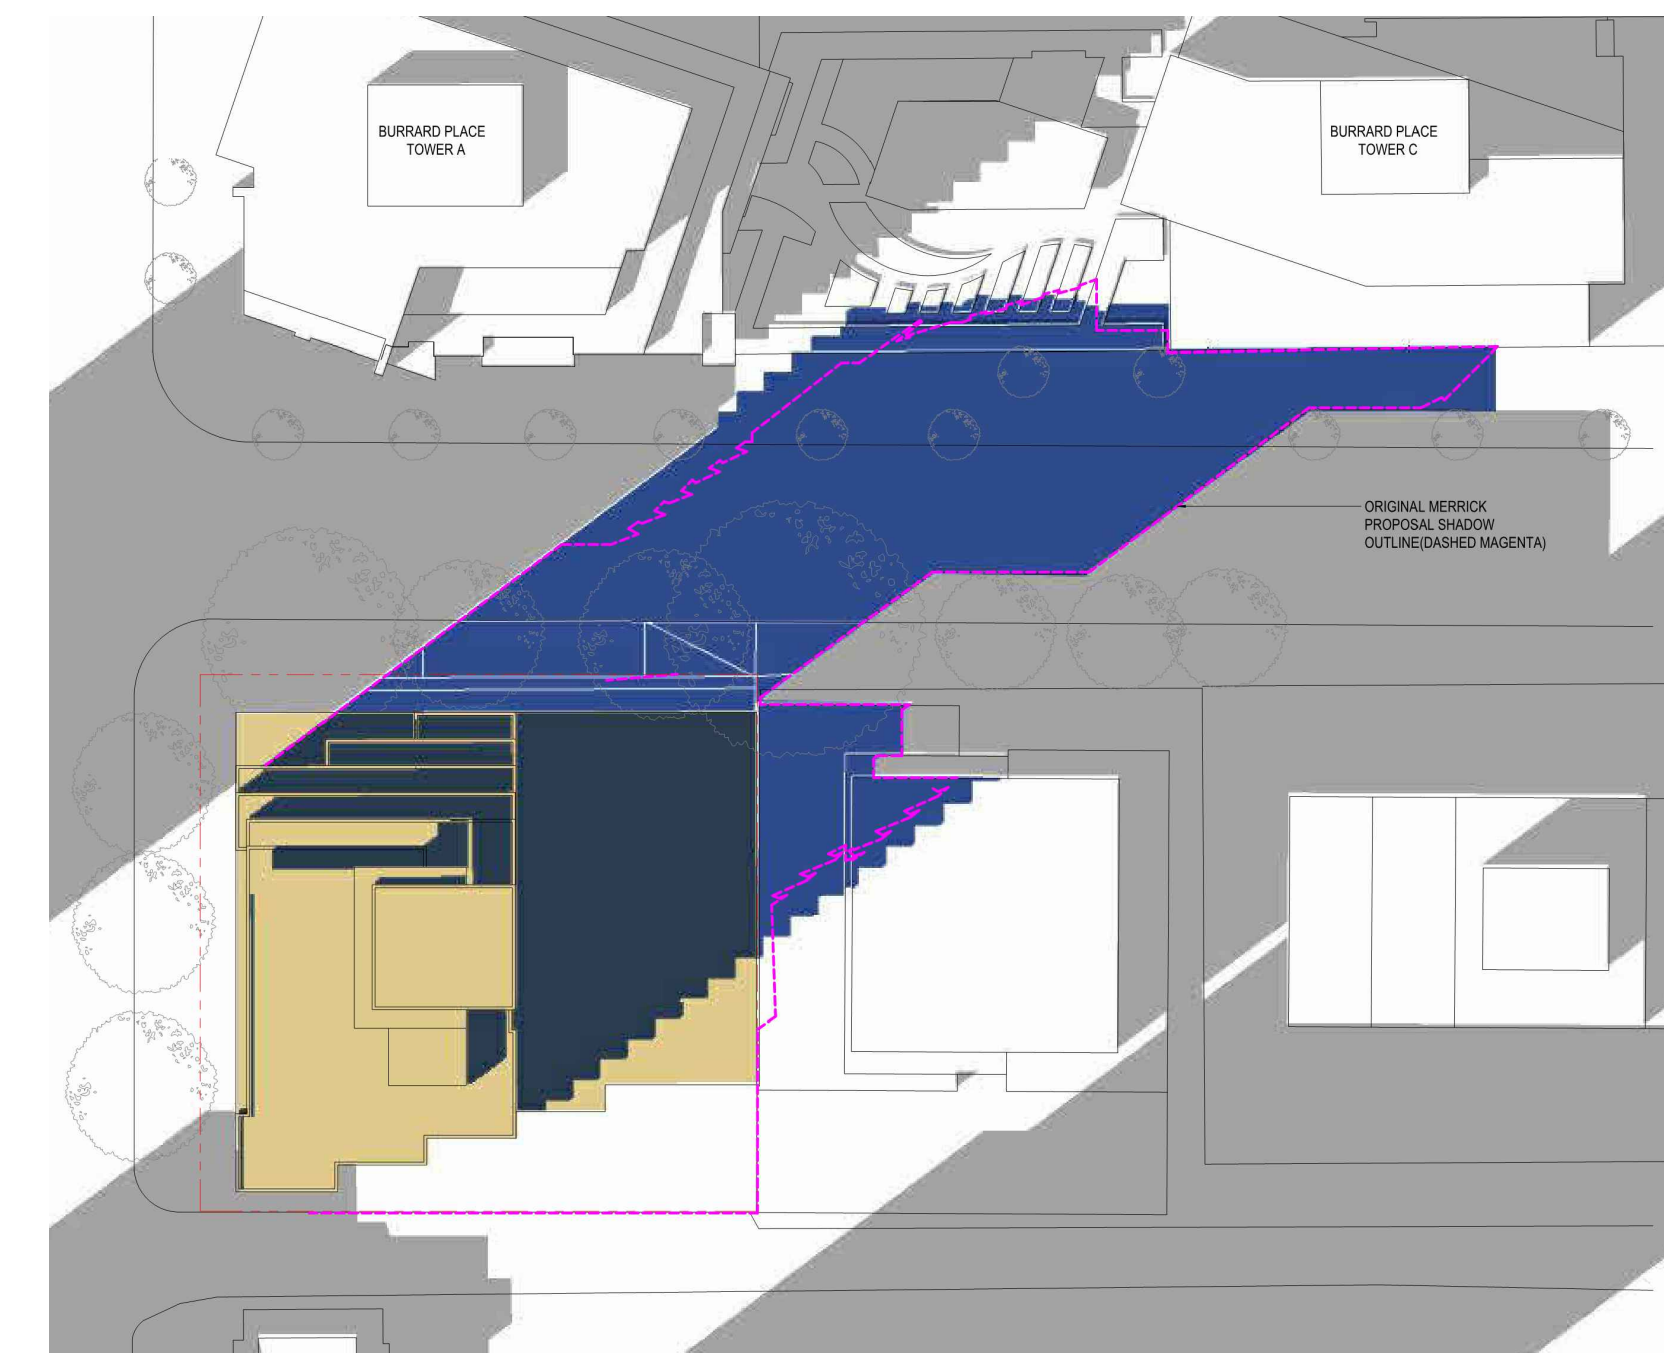 BURRARD PLACE
TOWER A
BURRARD PLACE
TOWER C
ORIGINAL MERRICK
PROPOSAL SHADOW
OUTLINE(DASHED MAGENTA)